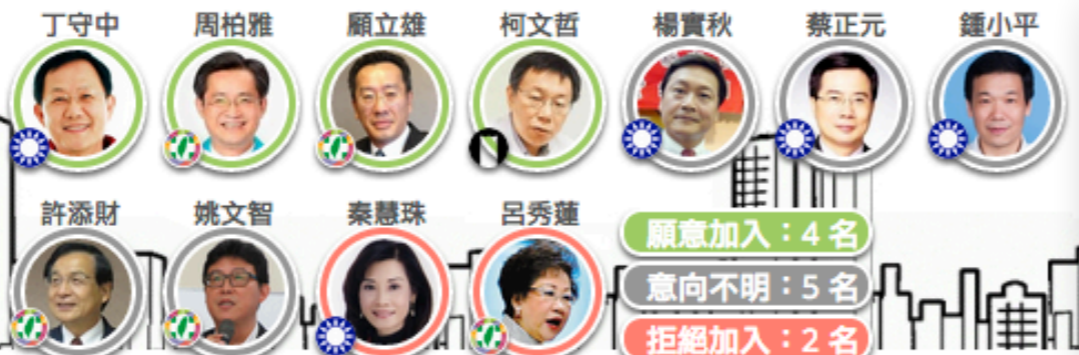 丁守中 周柏雅 顧立雄 柯文哲 楊實秋 蔡正元 鍾小平
許添財 姚文智 秦慧珠 呂秀蓮
願意加入：4 名
意向不明：5 名
拒絕加入：2 名